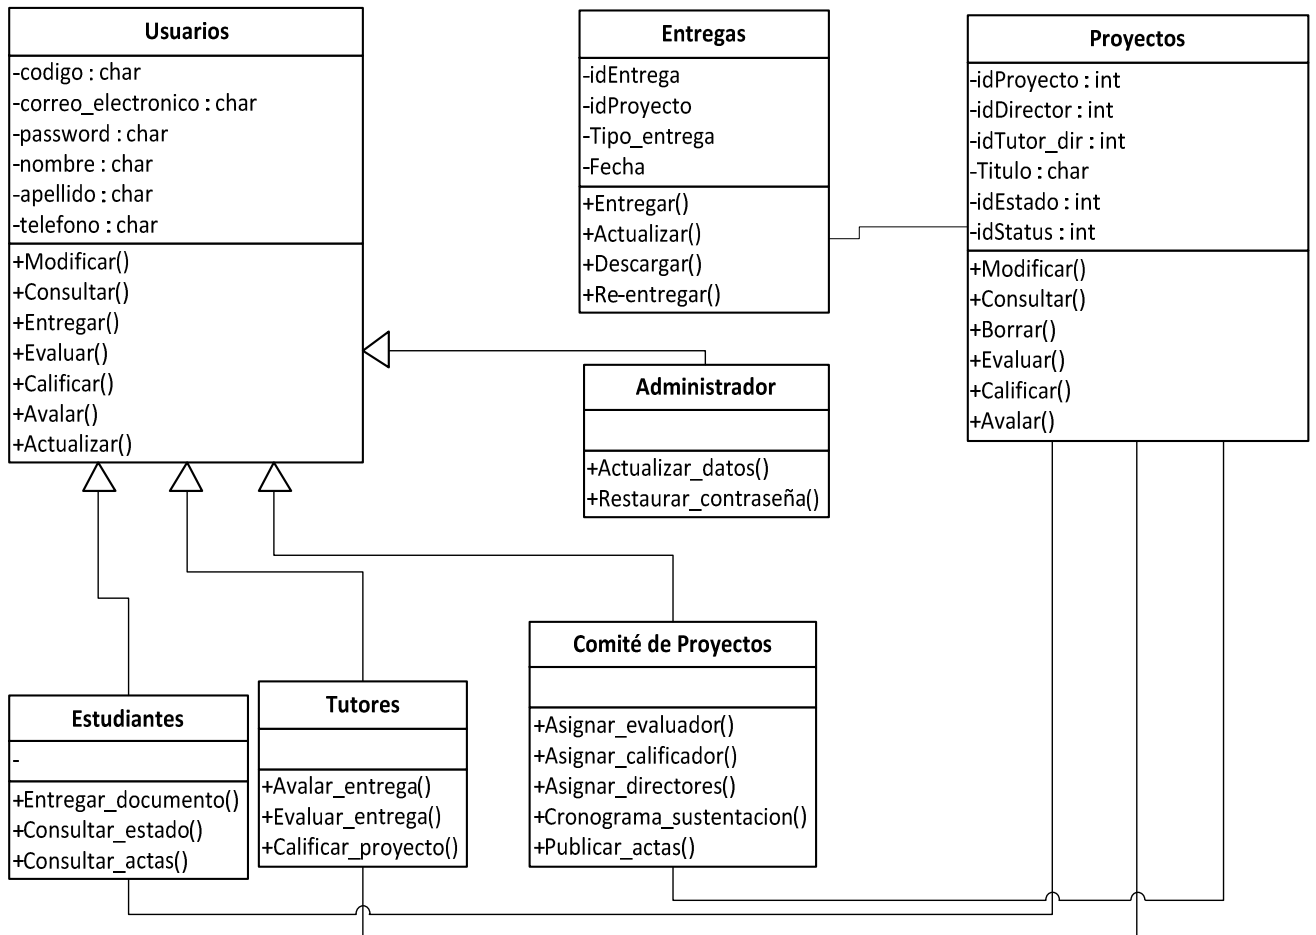 Usuarios
-codigo : char
-correo_electronico : char
-password : char
-nombre : char
-apellido : char
-telefono : char
+Modificar()
+Consultar()
+Entregar()
+Evaluar()
+Calificar()
+Avalar()
+Actualizar()
Entregas
-idEntrega
-idProyecto
-Tipo_entrega
-Fecha
+Entregar()
+Actualizar()
+Descargar()
+Re-entregar()
Proyectos
-idProyecto : int
-idDirector : int
-idTutor_dir : int
-Titulo : char
-idEstado : int
-idStatus : int
+Modificar()
+Consultar()
+Borrar()
+Evaluar()
+Calificar()
+Avalar()
Administrador
+Actualizar_datos()
+Restaurar_contraseña()
Estudiantes
-
+Entregar_documento()
+Consultar_estado()
+Consultar_actas()
Tutores
+Avalar_entrega()
+Evaluar_entrega()
+Calificar_proyecto()
Comité de Proyectos
+Asignar_evaluador()
+Asignar_calificador()
+Asignar_directores()
+Cronograma_sustentacion()
+Publicar_actas()